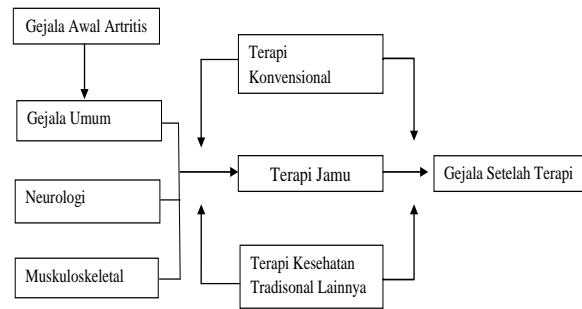 Gejala Awal Artritis
Terapi
Konvensional
Gejala Umum
Terapi Jamu
Gejala Setelah Terapi
Neurologi
Muskuloskeletal
Terapi Kesehatan
Tradisonal Lainnya